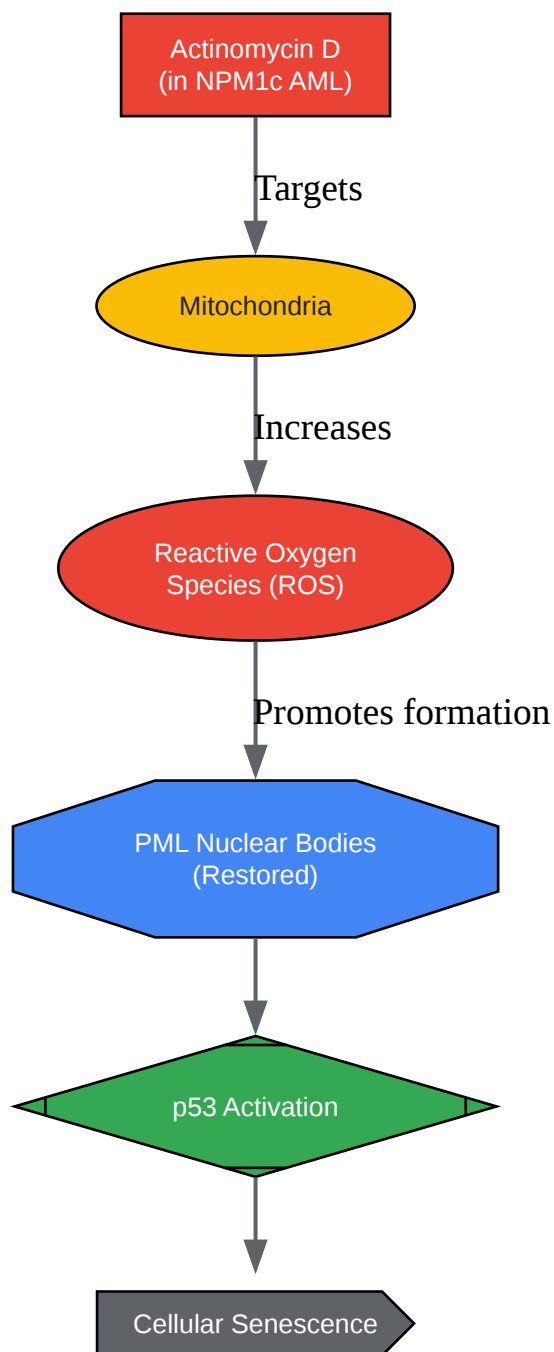 Actinomycin D
(in NPM1c AML)
Targets
Mitochondria
Increases
Reactive Oxygen
Species (ROS)
Promotes formation
PML Nuclear Bodies
(Restored)
p53 Activation
Cellular Senescence